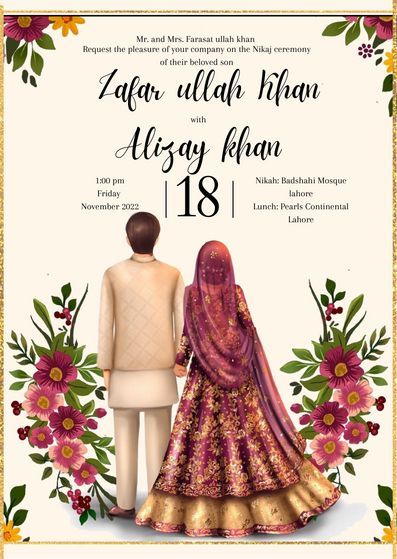 Mr. and Mrs. Farasat ullah khan
Request the pleasure of your company on the Nikaj ceremony
of their beloved son
Zafar ullah Khan
with
Alizay khan
1:00 pm
Friday
November 2022
18
Nikah: Badshahi Mosque
lahore
Lunch: Pearls Continental
Lahore